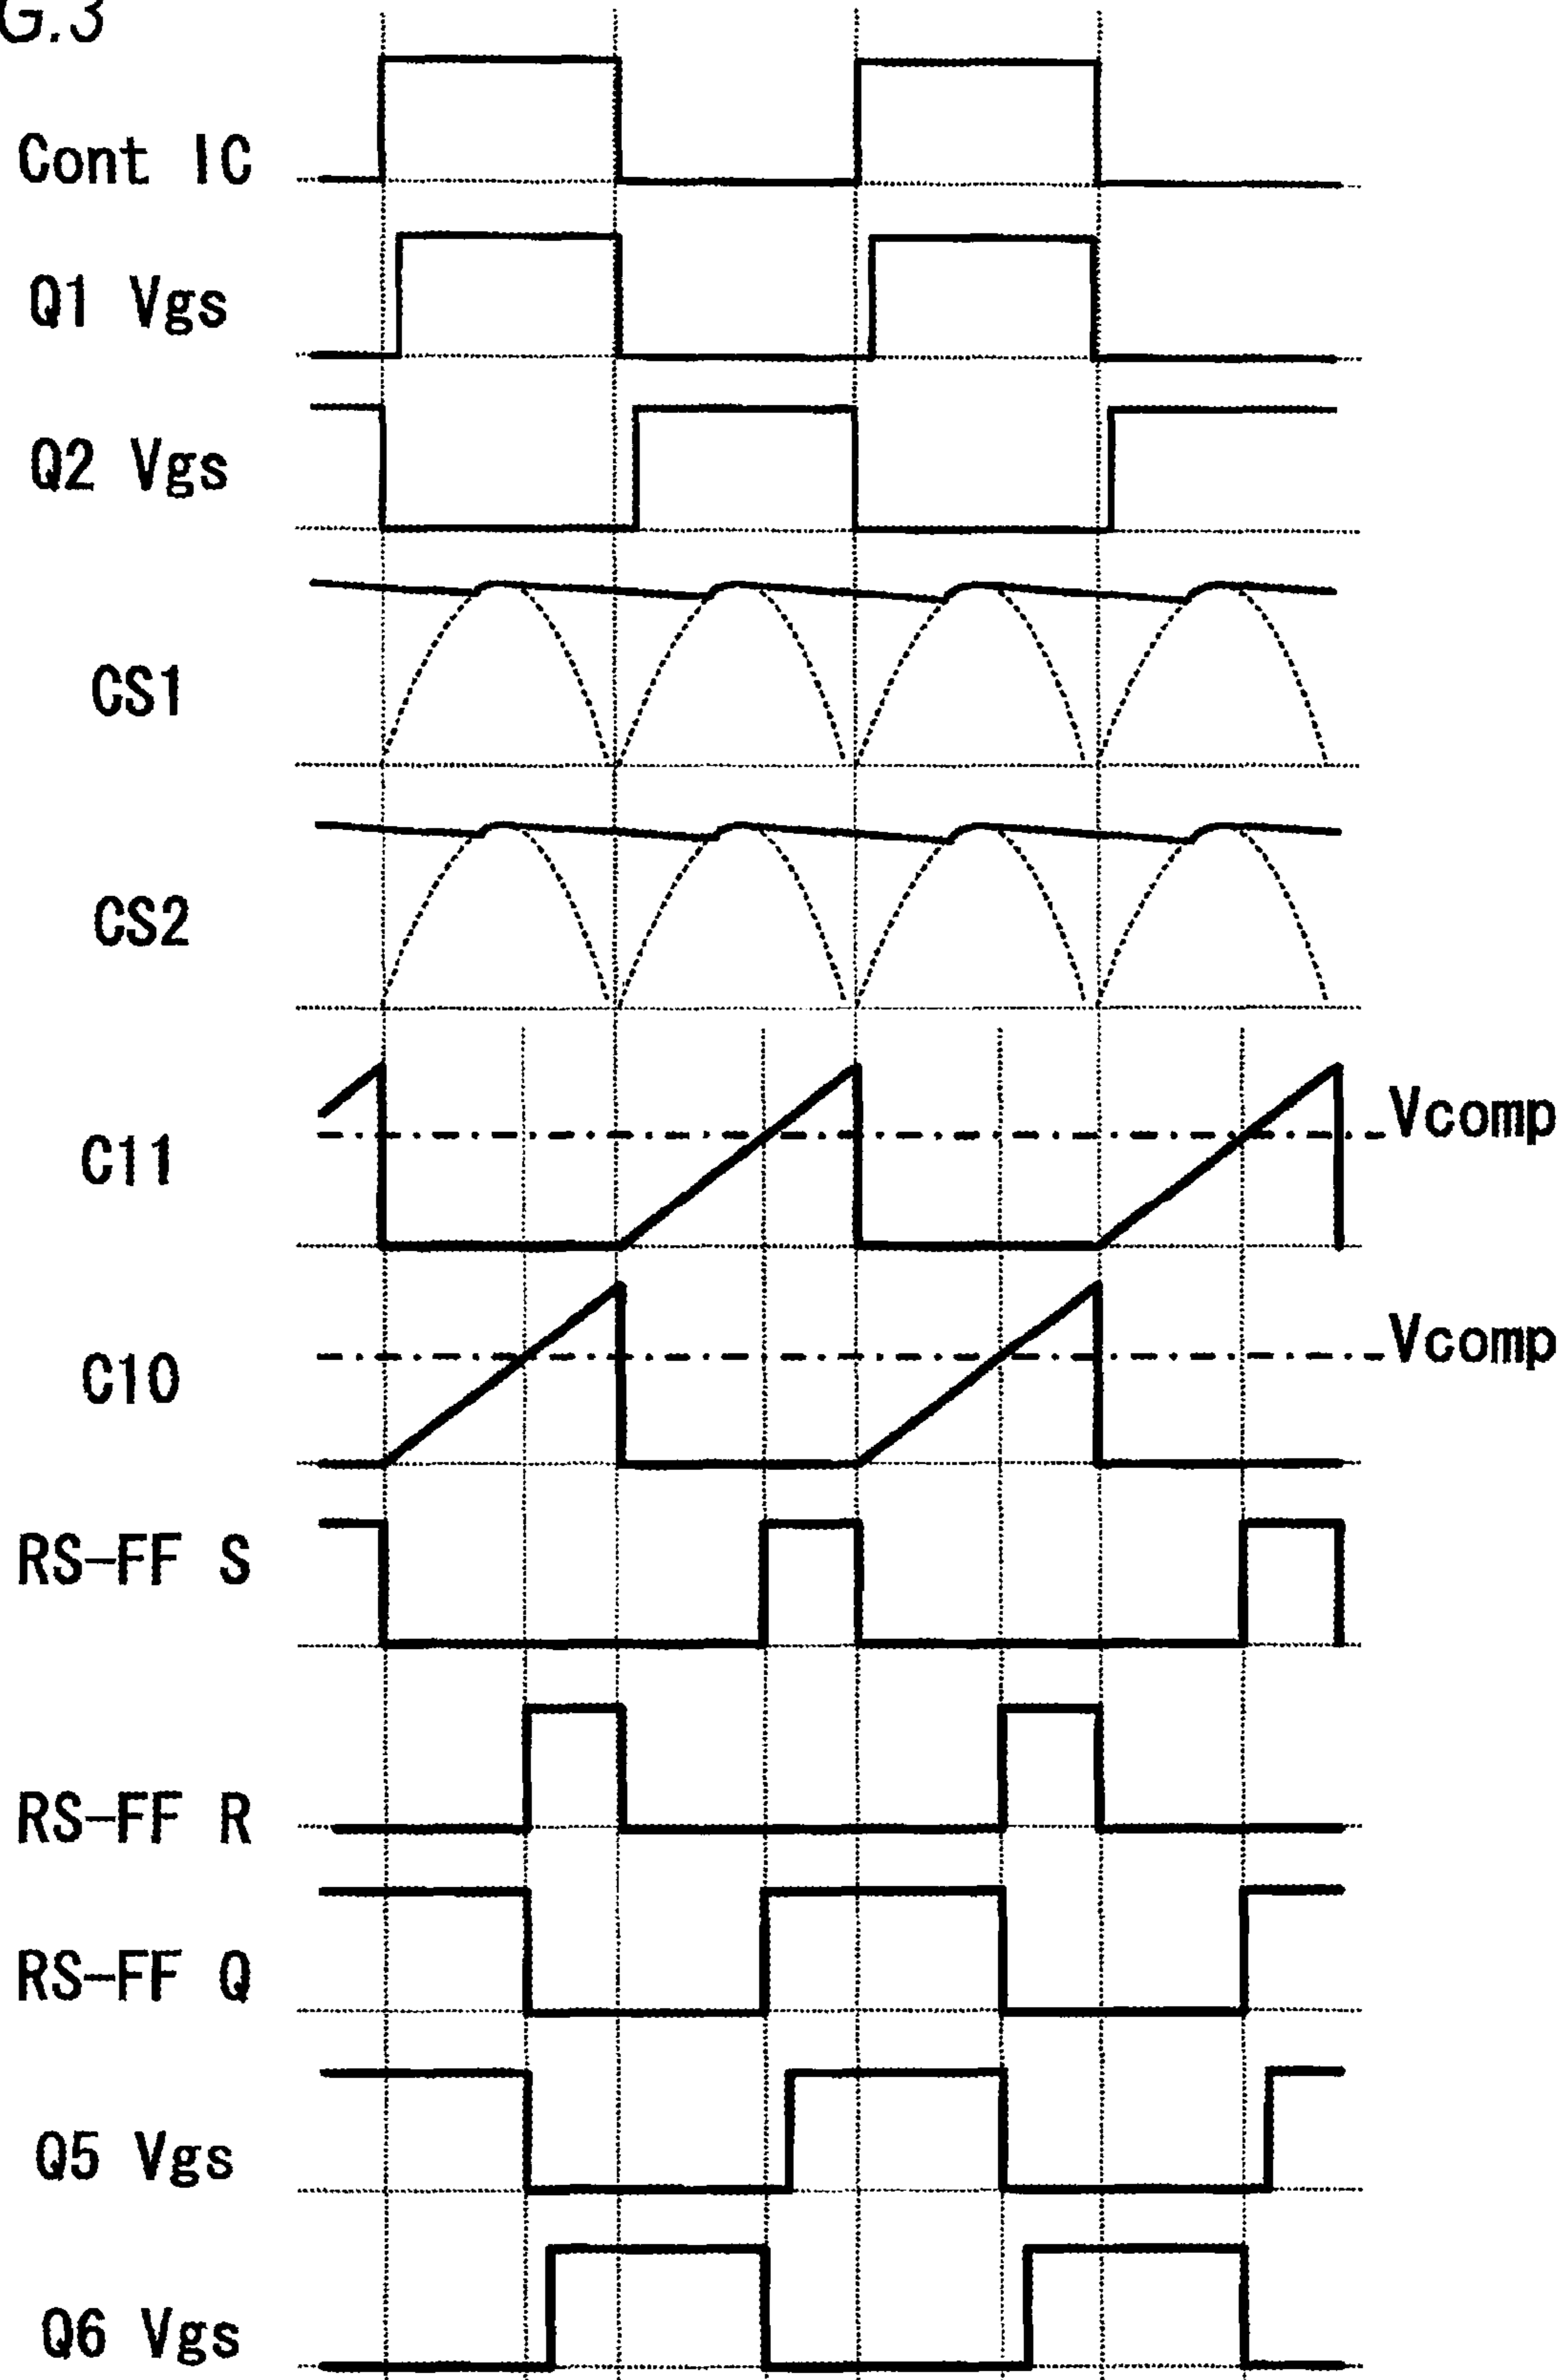 G.3
Cont IC
Q1 Vgs
Q2 Vgs
CS1
CS2
C11
Vcomp
C10
Vcomp
RS-FF S
RS-FF R
RS-FF Q
Q5 Vgs
Q6 Vgs